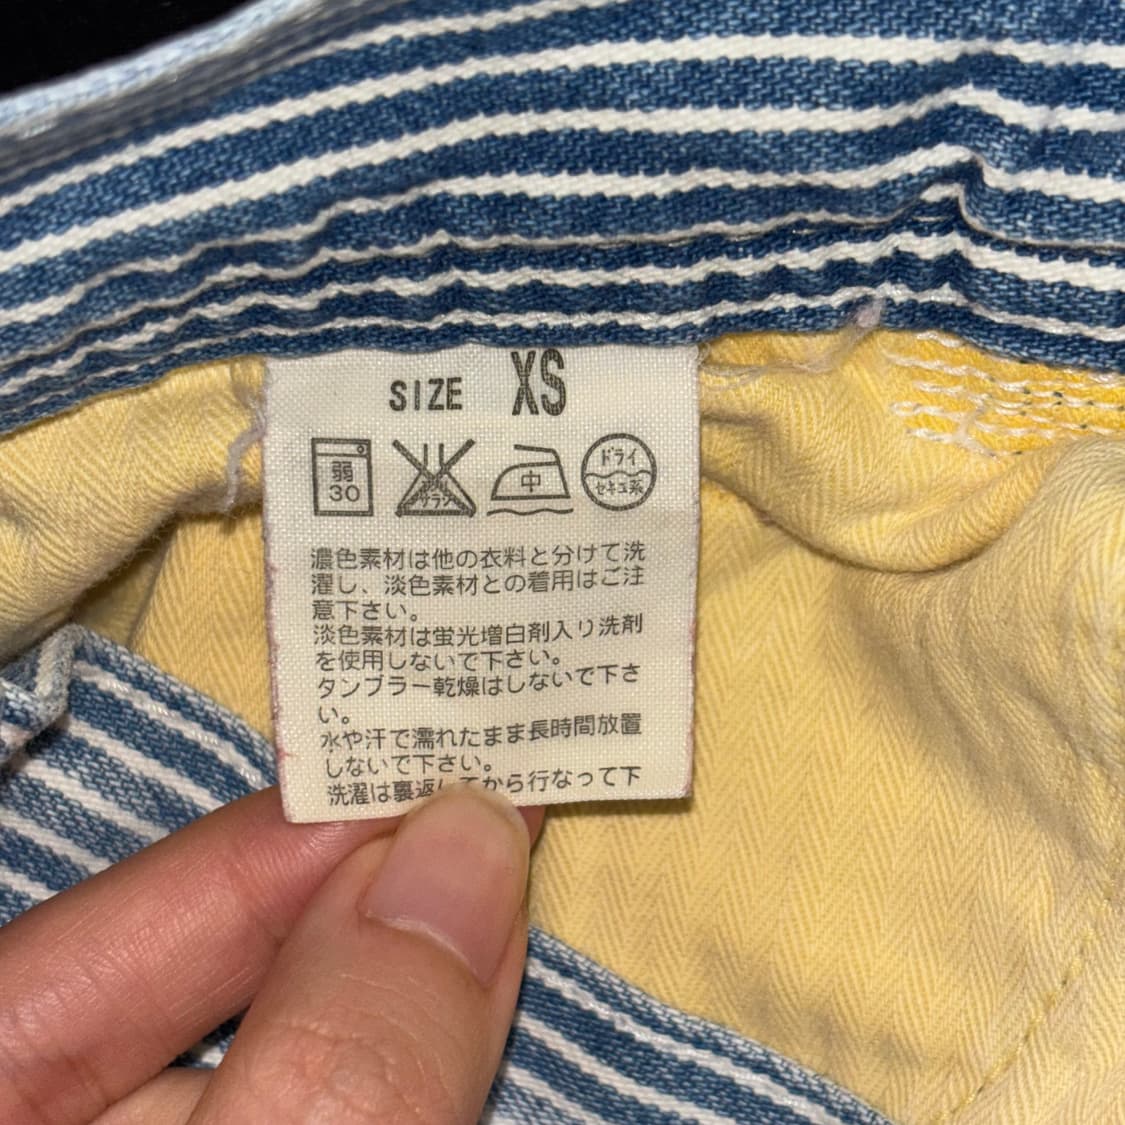 SIZE XS
弱 30
エンソサラシ
中
ドライ
セキユ系
濃色素材は他の衣料と分けて洗
濯し、淡色素材との着用はご注
意下さい。
淡色素材は蛍光増白剤入り洗剤
を使用しないで下さい。
タンブラー乾燥はしないで下さ
い。
水や汗で濡れたまま長時間放置
しないで下さい。
洗濯は裏返してから行なって下